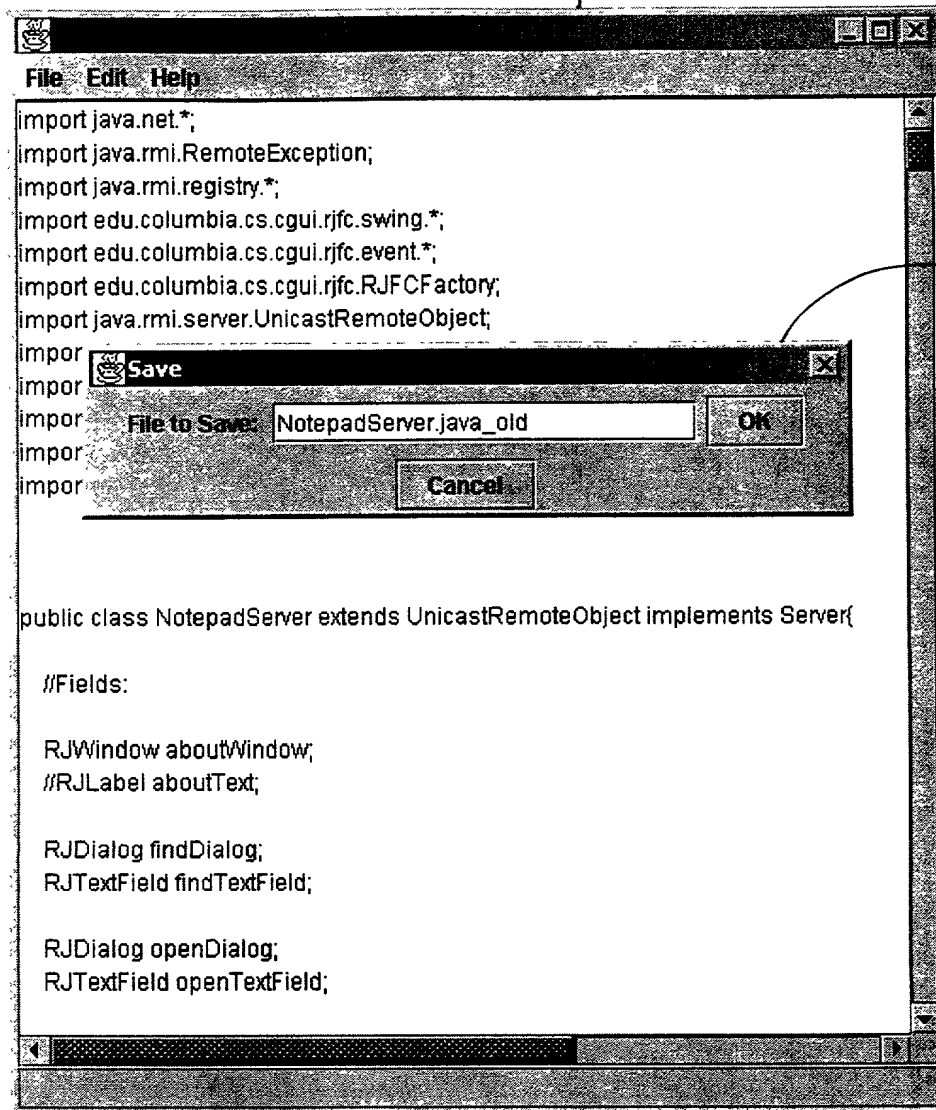 File Edit Help
import java.net.*;
import java.rmi.RemoteException;
import java.rmi.registry.*;
import edu.columbia.cs.cgui.rjfc.swing.*;
import edu.columbia.cs.cgui.rjfc.event.*;
import edu.columbia.cs.cgui.rjfc.RJFCFactory;
import java.rmi.server.UnicastRemoteObject;
impor
Save
impor
impor File to Save: NotepadServer.java_old OK
impor
impor Cancel
public class NotepadServer extends UnicastRemoteObject implements Server{
//Fields:
RJWindow aboutWindow;
//RJLabel aboutText;
RJDialog findDialog;
RJTextField findTextField;
RJDialog openDialog;
RJTextField openTextField;